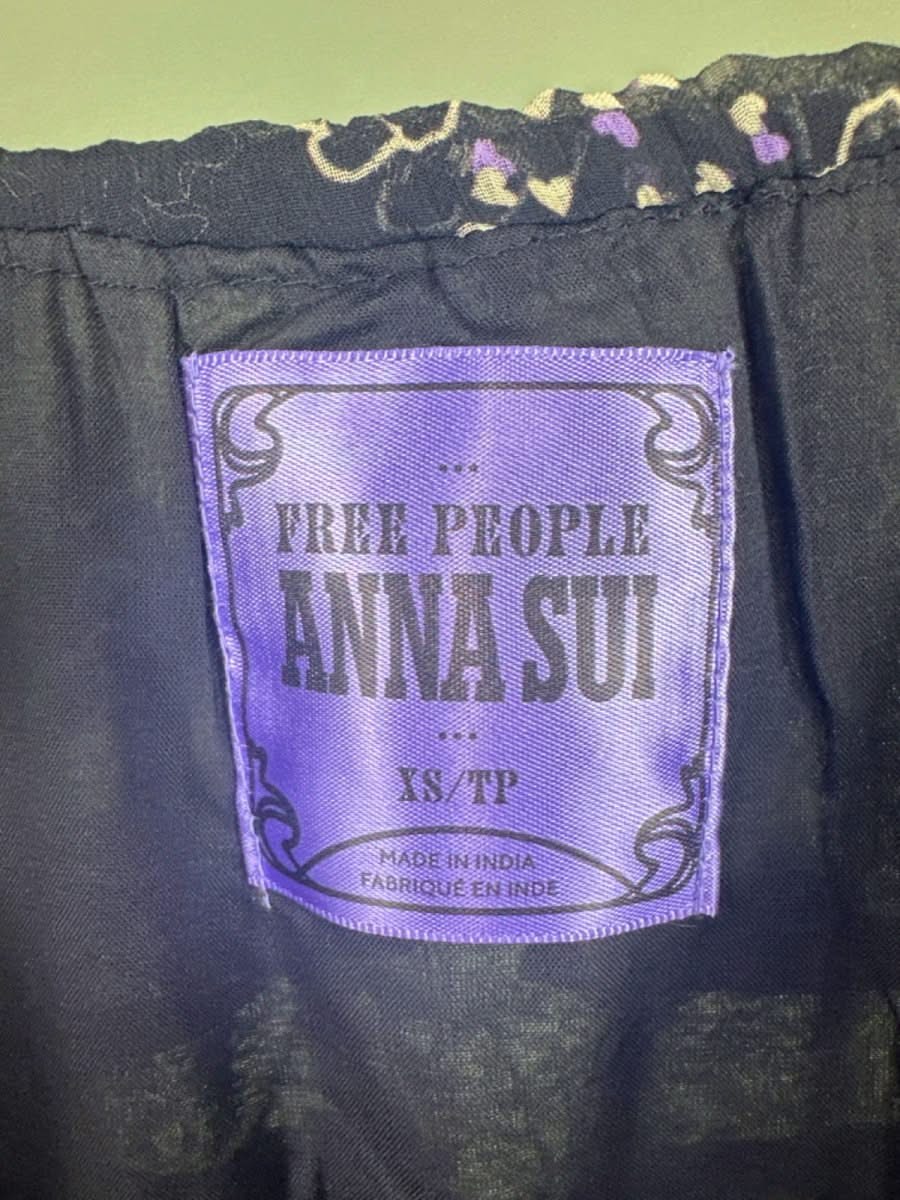 FREE PEOPLE
ANNA SUI
XS/TP
MADE IN INDIA
FABRIQUÉ EN INDE